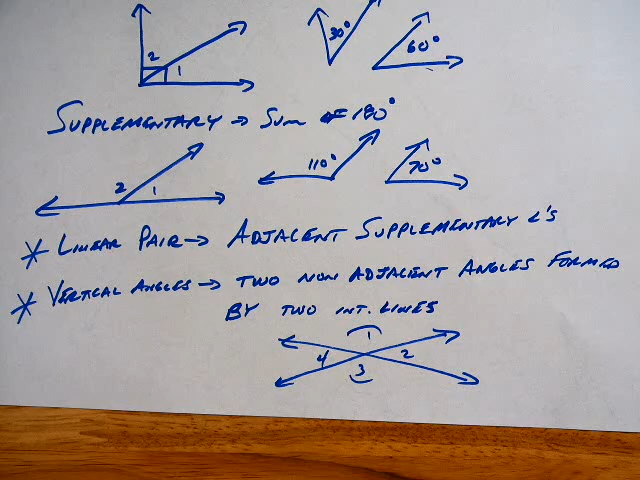 2 1 30° 60°
SUPPLEMENTARY → SUM OF = 180°
2 1 110° 70°
* LINEAR PAIR → ADJACENT SUPPLEMENTARY ∠'S
* VERTICAL ANGLES → TWO NON ADJACENT ANGLES FORMED
BY TWO INT. LINES
1
4 2
3